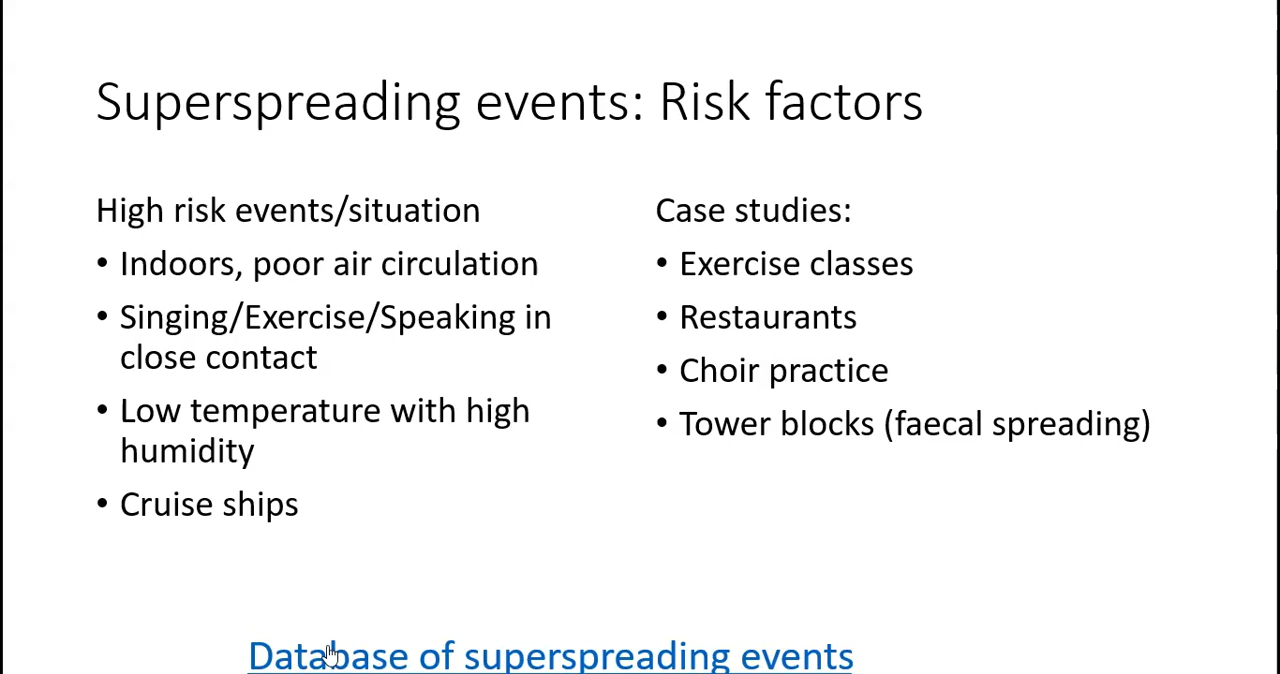 Superspreading events: Risk factors
High risk events/situation
• Indoors, poor air circulation
• Singing/Exercise/Speaking in
close contact
• Low temperature with high
humidity
• Cruise ships
Case studies:
• Exercise classes
• Restaurants
• Choir practice
• Tower blocks (faecal spreading)
Database of superspreading events